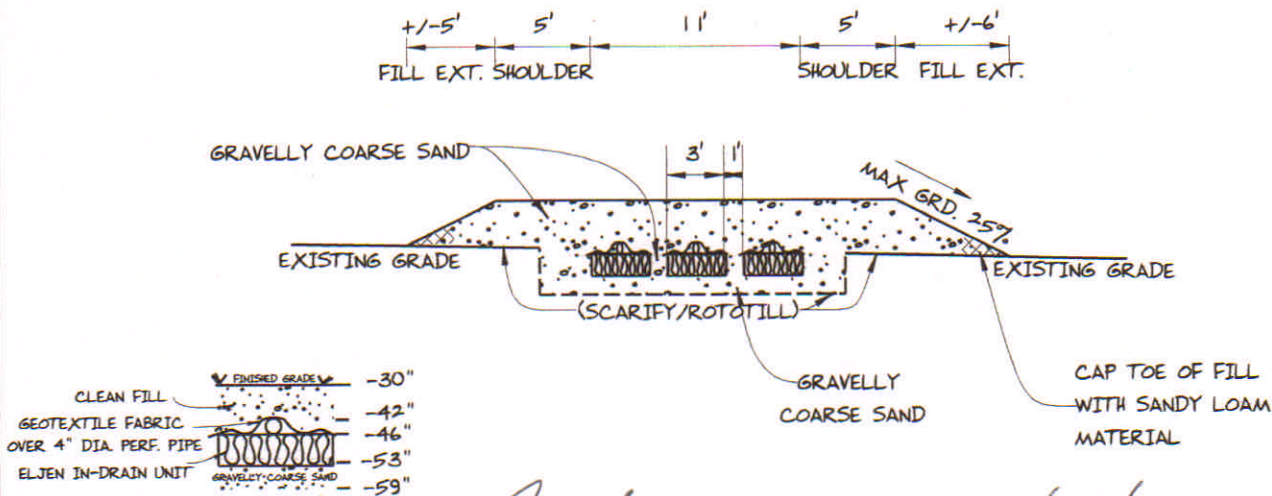 +/-5' 5' 11' 5' +/-6'
FILL EXT. SHOULDER SHOULDER FILL EXT.
GRAVELLY COARSE SAND
3' 1'
MAX GRD. 25%
EXISTING GRADE
EXISTING GRADE
(SCARIFY/ROTOTILL)
GRAVELLY
COARSE SAND
CAP TOE OF FILL
WITH SANDY LOAM
MATERIAL
FINISHED GRADE -30"
CLEAN FILL
-42"
GEOTEXTILE FABRIC
-46"
OVER 4" DIA. PERF. PIPE
-53"
ELJEN IN-DRAIN UNIT
GRAVELLY COARSE SAND
-59"